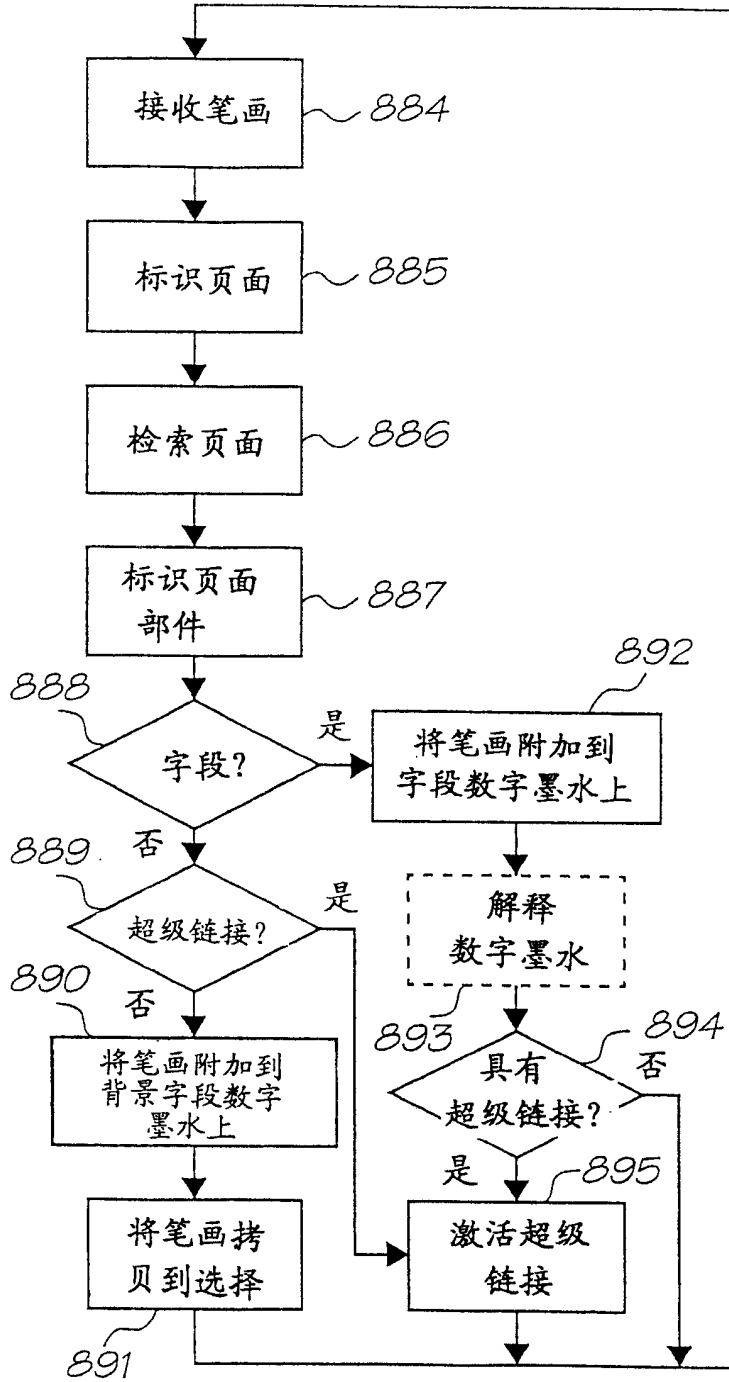 接收笔画
884
标识页面
885
检索页面
886
标识页面
部件
887
888
字段?
是
892
将笔画附加到
字段数字墨水上
否
889
超级链接?
是
解释
数字墨水
893
890
否
将笔画附加到
背景字段数字
墨水上
894
具有
超级链接?
否
是
895
将笔画拷
贝到选择
891
激活超级
链接